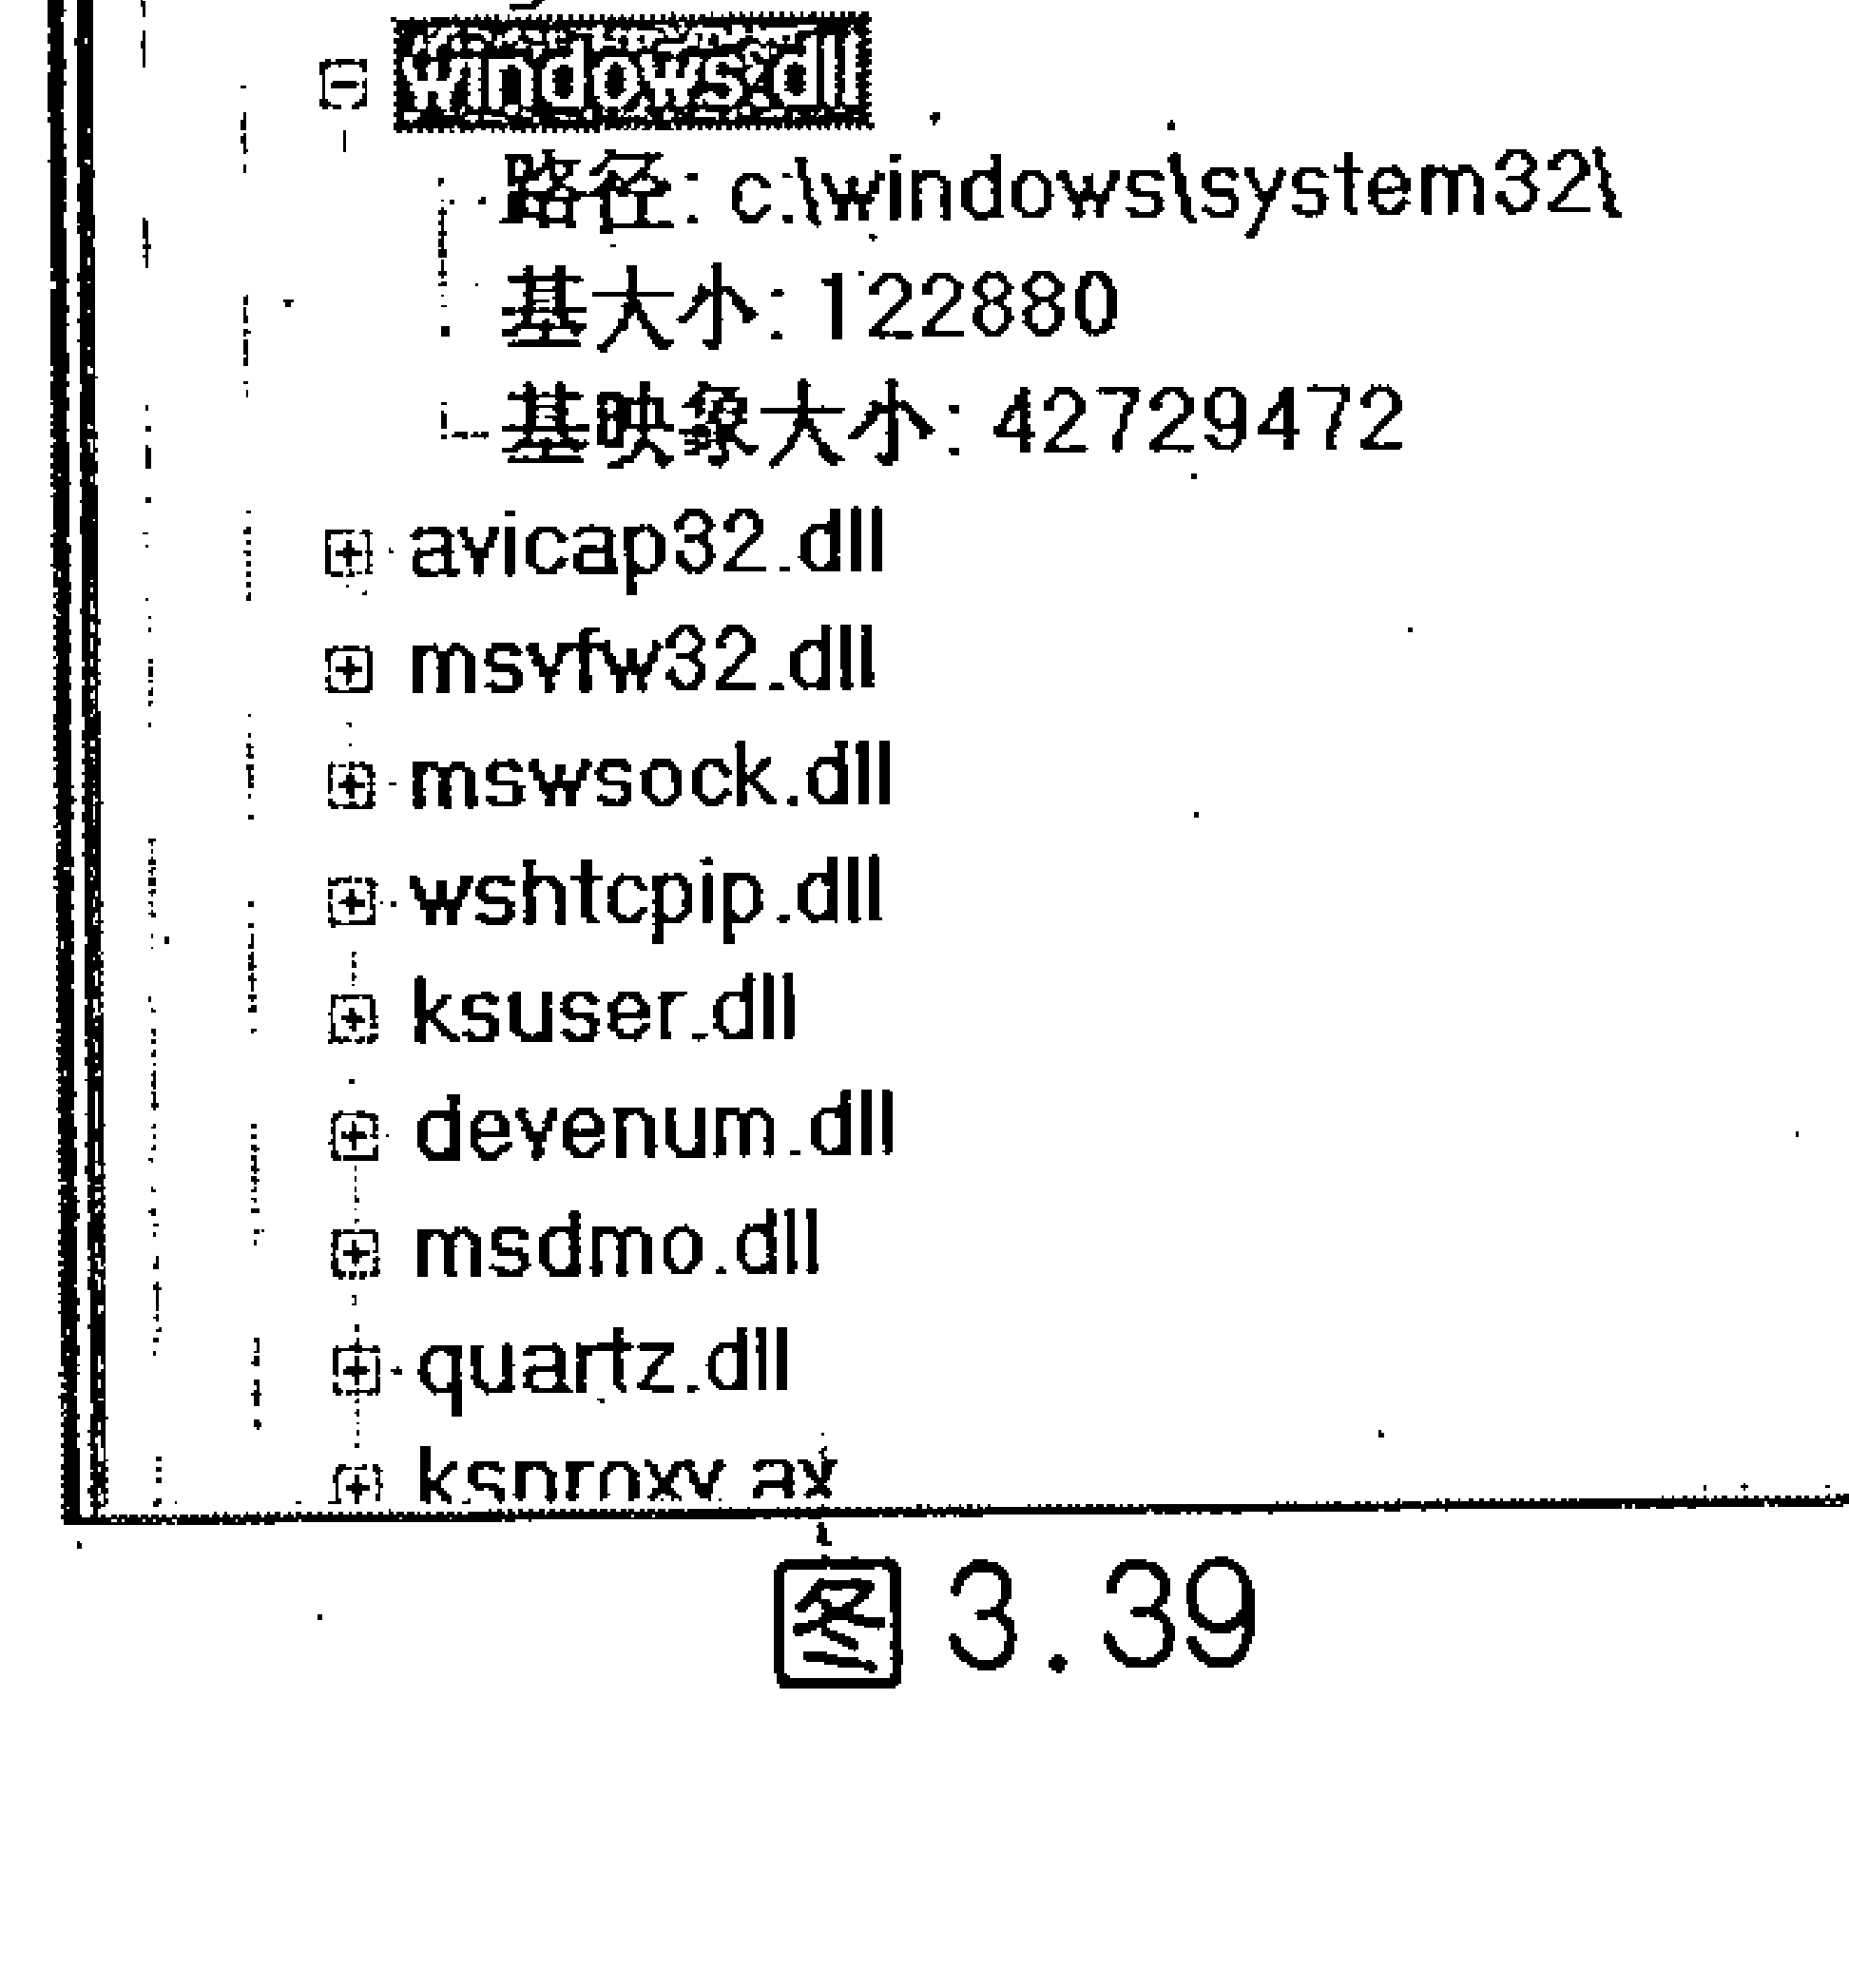 windows.dll
路径: c:\windows\system32\
基大小: 122880
基映象大小: 42729472
avicap32.dll
msvfw32.dll
mswsock.dll
wshtcpip.dll
ksuser.dll
devenum.dll
msdmo.dll
quartz.dll
ksproxy.ax
图 3.39